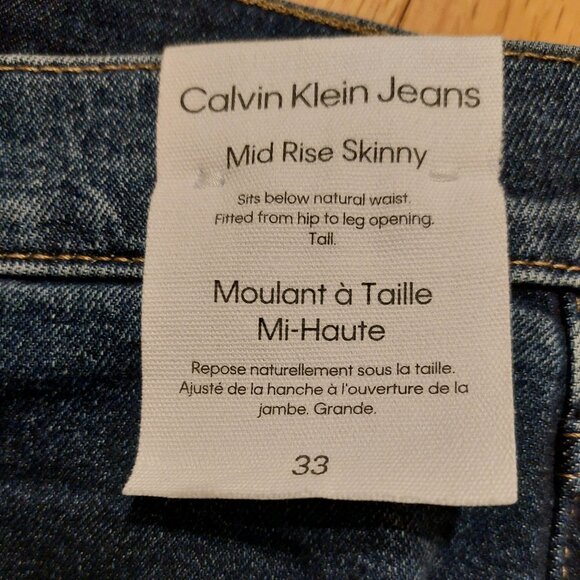 Calvin Klein Jeans
Mid Rise Skinny
Sits below natural waist.
Fitted from hip to leg opening.
Tall.
Moulant à Taille
Mi-Haute
Repose naturellement sous la taille.
Ajusté de la hanche à l'ouverture de la
jambe. Grande.
33